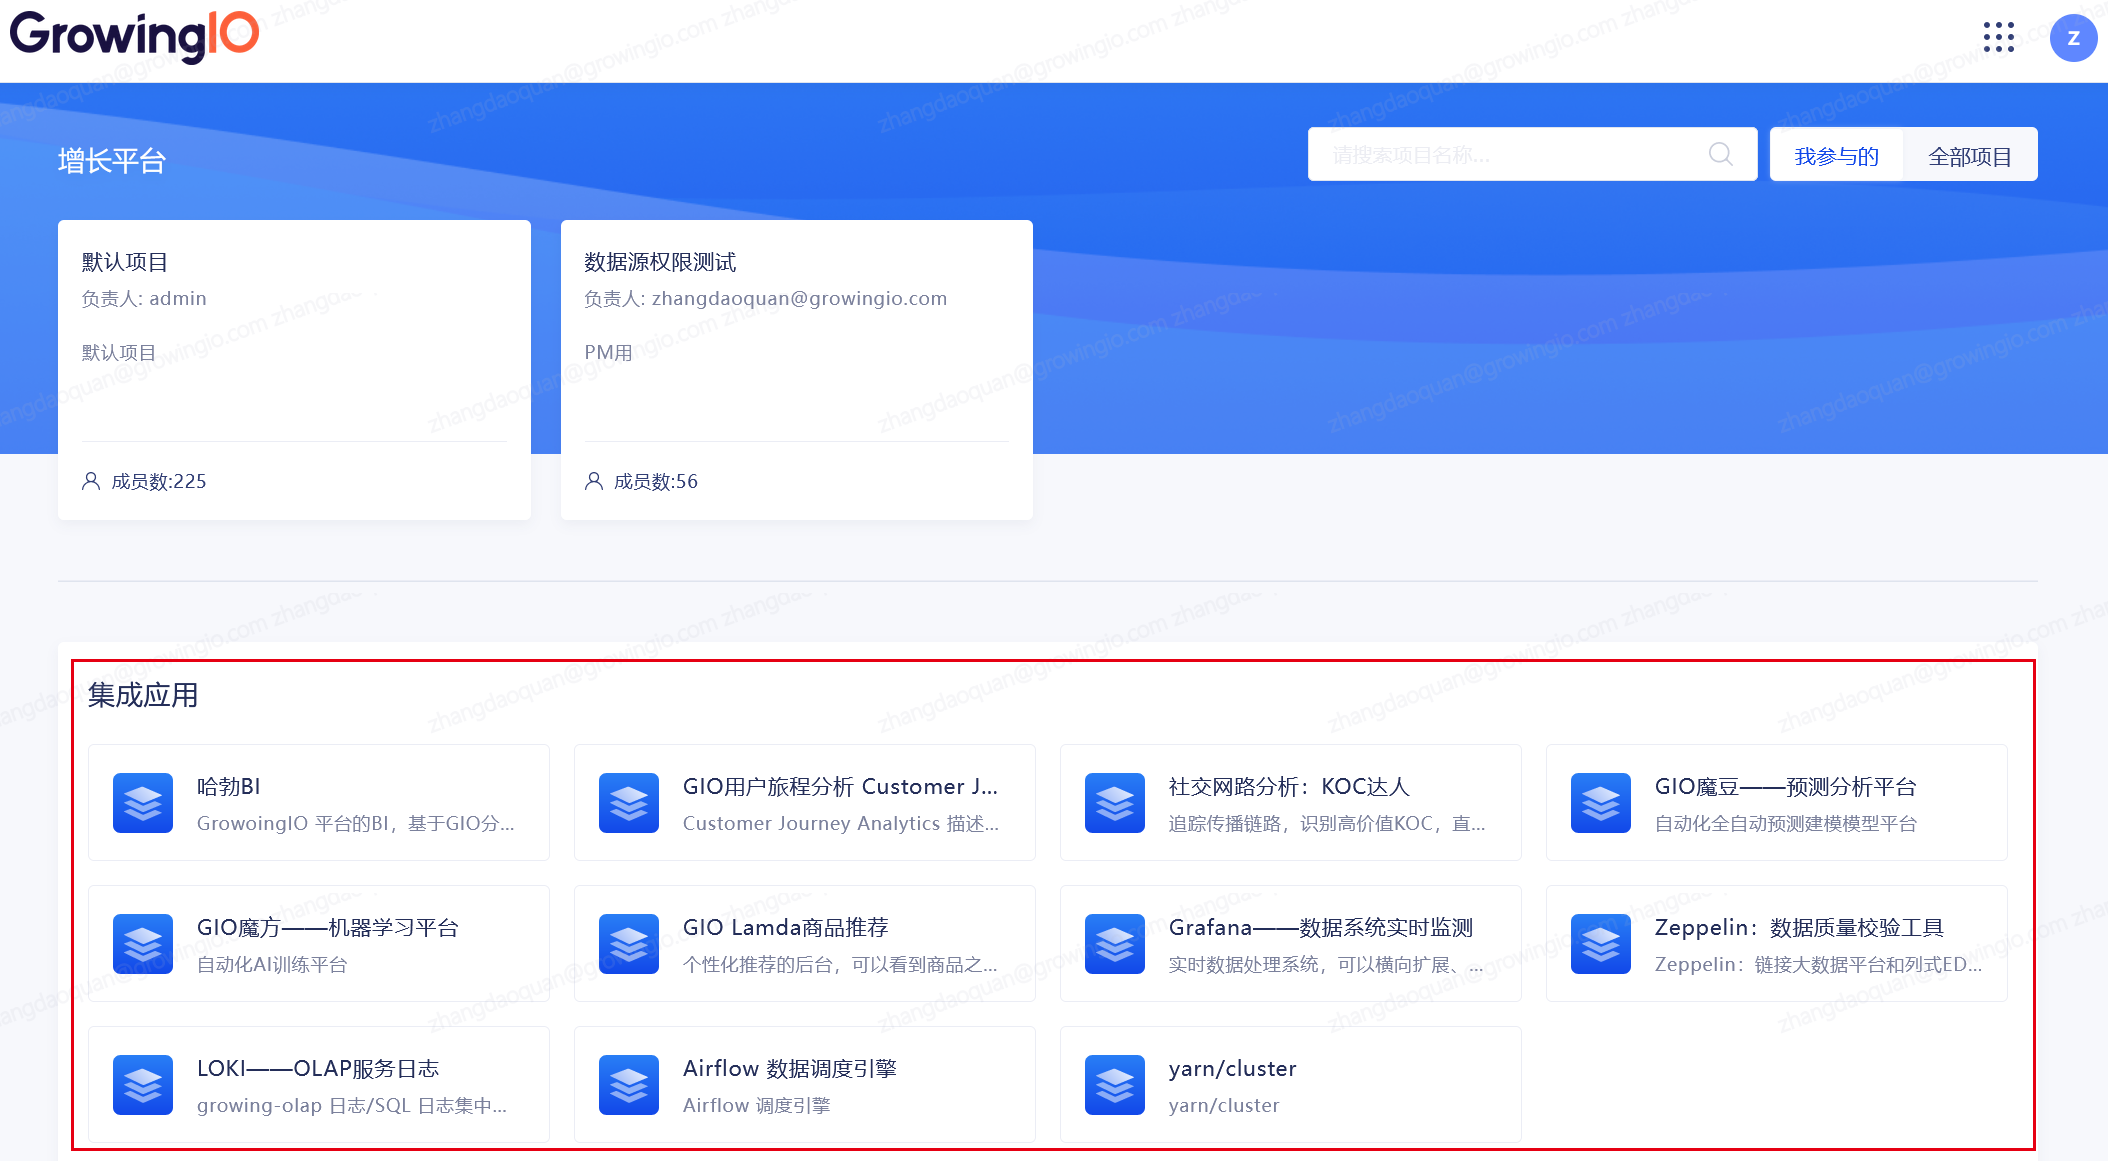 GrowingIO
Z
增长平台
请搜索项目名称...
我参与的
全部项目
默认项目
负责人: admin
默认项目
成员数:225
数据源权限测试
负责人: zhangdaoquan@growingio.com
PM用
成员数:56
集成应用
哈勃BI
GrowoingIO 平台的BI，基于GIO分...
GIO用户旅程分析 Customer J...
Customer Journey Analytics 描述...
社交网路分析：KOC达人
追踪传播链路，识别高价值KOC，直...
GIO魔豆——预测分析平台
自动化全自动预测建模模型平台
GIO魔方——机器学习平台
自动化AI训练平台
GIO Lamda商品推荐
个性化推荐的后台，可以看到商品之...
Grafana——数据系统实时监测
实时数据处理系统，可以横向扩展、...
Zeppelin：数据质量校验工具
Zeppelin：链接大数据平台和列式ED...
LOKI——OLAP服务日志
growing-olap 日志/SQL 日志集中...
Airflow 数据调度引擎
Airflow 调度引擎
yarn/cluster
yarn/cluster
zhangdaoquan@growingio.com